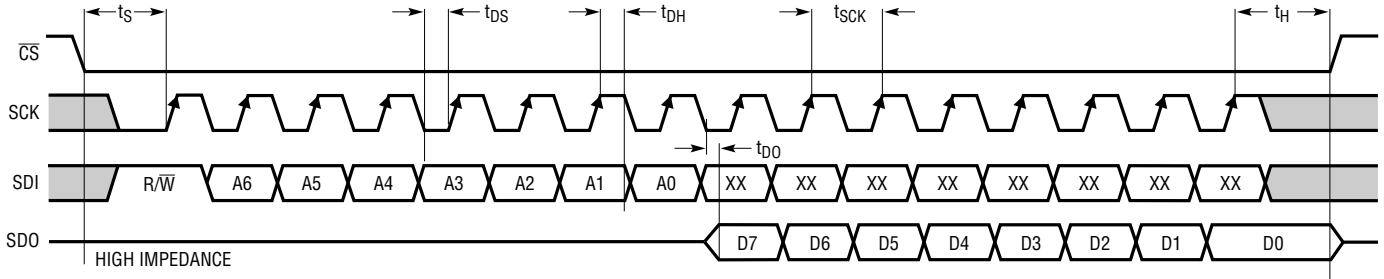 tS tDS tDH tSCK tH
C̅S̅
SCK
tDO
SDI R/W̅ A6 A5 A4 A3 A2 A1 A0 XX XX XX XX XX XX XX XX
SDO D7 D6 D5 D4 D3 D2 D1 D0
HIGH IMPEDANCE